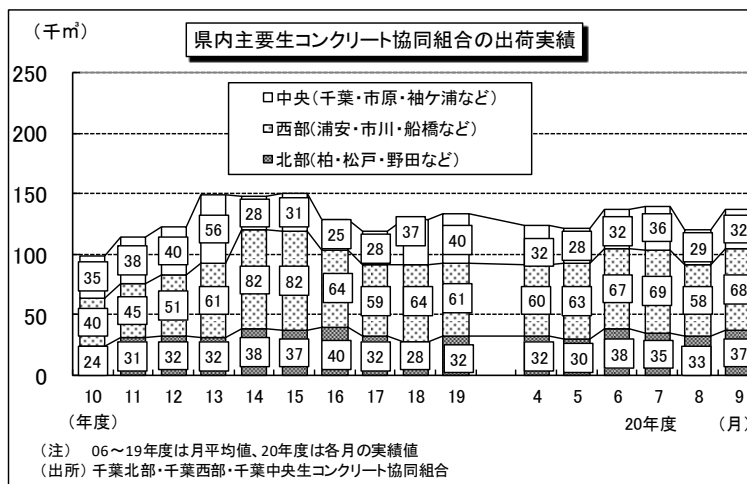 （千㎥）
県内主要生コンクリート協同組合の出荷実績
250
200
150
100
50
0
中央（千葉・市原・袖ケ浦など）
西部（浦安・市川・船橋など）
北部（柏・松戸・野田など）
35 38 40 56 28 31 25 28 37 40 32 28 32 36 29 32
40 45 51 61 82 82 64 59 64 61 60 63 67 69 58 68
24 31 32 32 38 37 40 32 28 32 32 30 38 35 33 37
10 11 12 13 14 15 16 17 18 19 4 5 6 7 8 9
（年度） 20年度 （月）
（注） 06～19年度は月平均値、20年度は各月の実績値
（出所）千葉北部・千葉西部・千葉中央生コンクリート協同組合